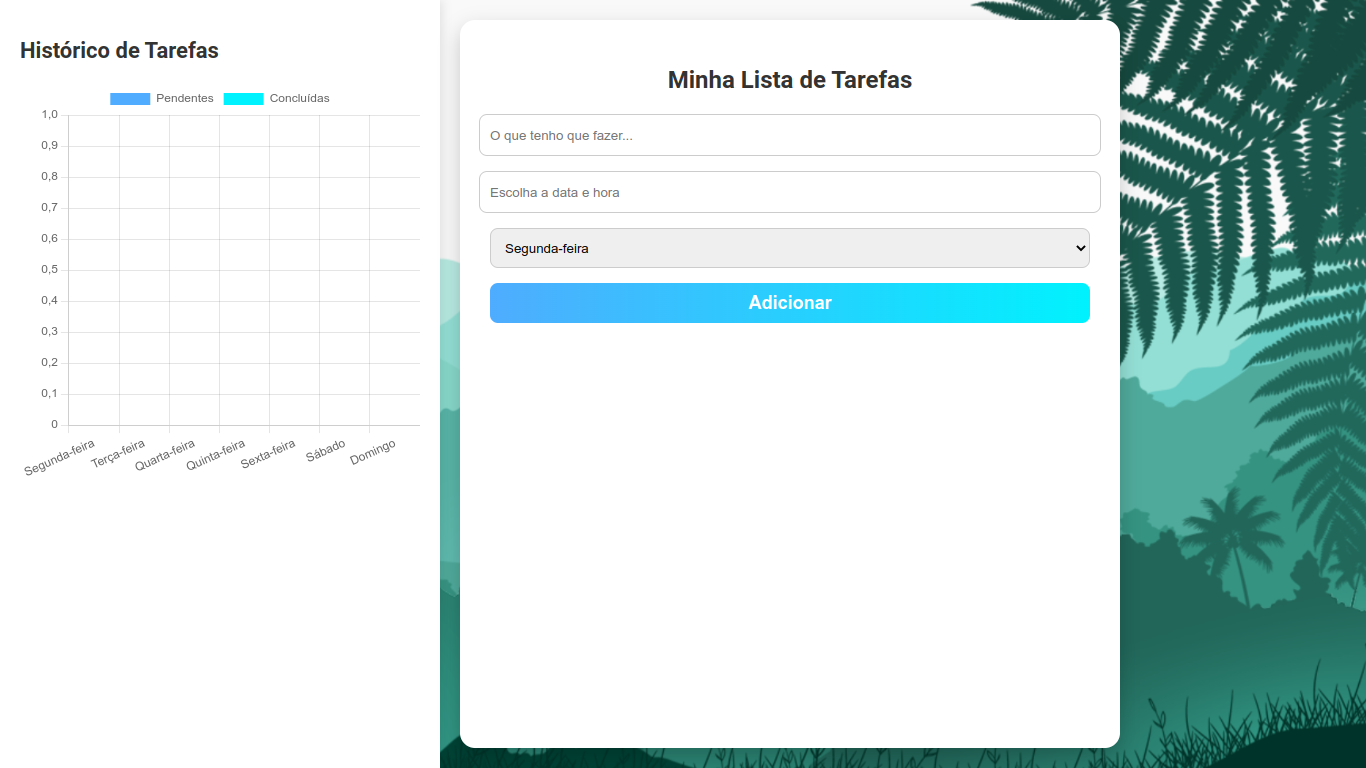 Histórico de Tarefas
Pendentes
Concluídas
1,0
0,9
0,8
0,7
0,6
0,5
0,4
0,3
0,2
0,1
0
Segunda-feira
Terça-feira
Quarta-feira
Quinta-feira
Sexta-feira
Sábado
Domingo
Minha Lista de Tarefas
O que tenho que fazer...
Escolha a data e hora
Segunda-feira
Adicionar